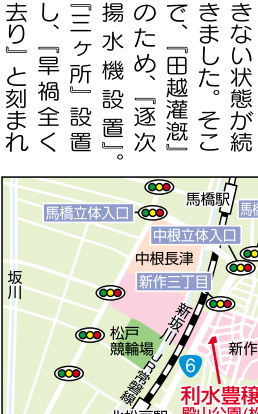 きない状態が続
きました。そこ
で、『田越灌漑』
のため、『逐次
揚水機設置』。
『三ヶ所』設置
し、『旱禍全く
去り』と刻まれ
馬橋駅
馬橋立体入口
中根立体入口
中根長津
新作三丁目
坂川
新坂川
JR常磐線
松戸
競輪場
6
新作
利水豊穣
北松戸駅